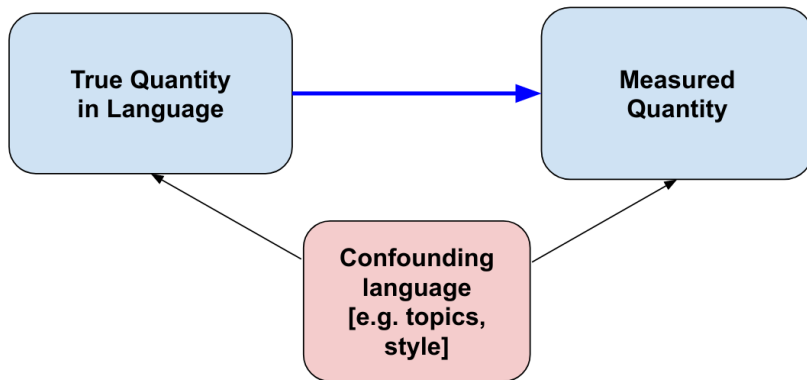 True Quantity
in Language
Measured
Quantity
Confounding
language
[e.g. topics,
style]